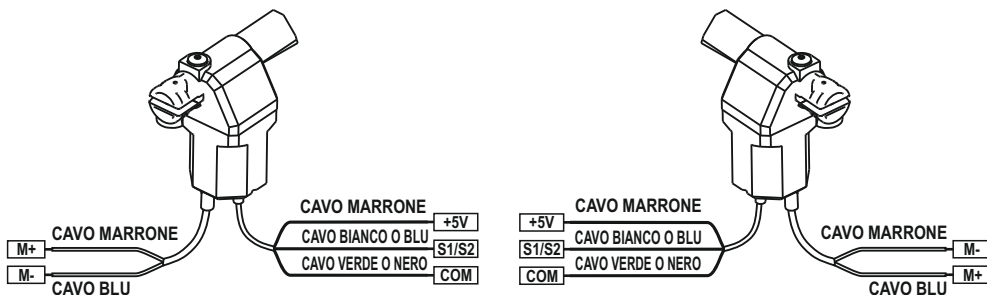 CAVO MARRONE
+5V
CAVO BIANCO O BLU
S1/S2
CAVO VERDE O NERO
COM
CAVO MARRONE
M+
M-
CAVO BLU
CAVO MARRONE
+5V
CAVO BIANCO O BLU
S1/S2
CAVO VERDE O NERO
COM
CAVO MARRONE
M-
M+
CAVO BLU